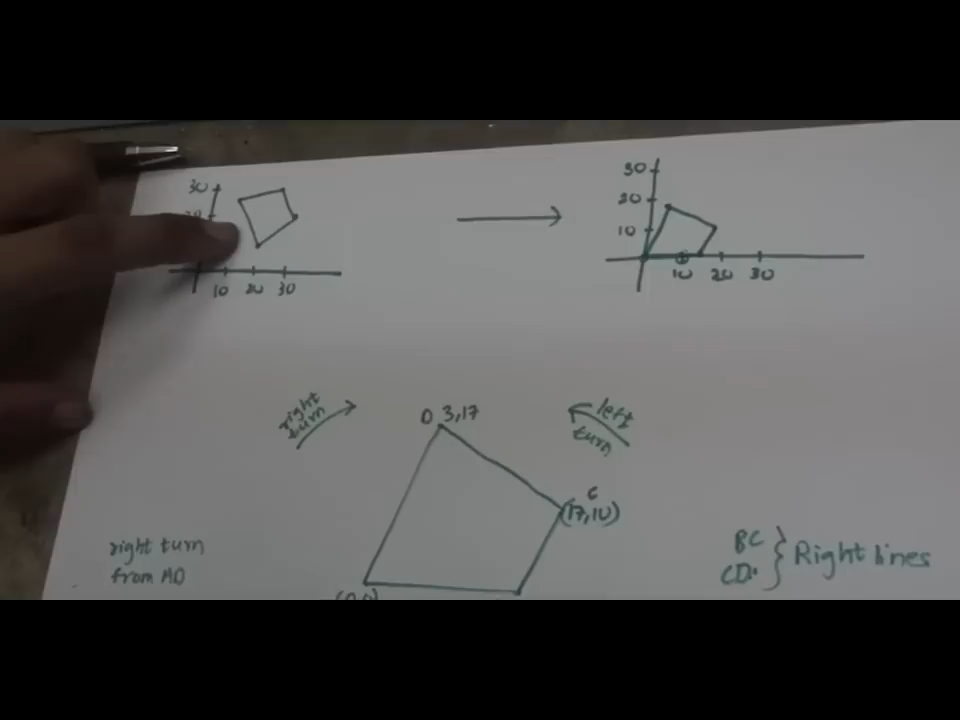 30
10 20 30
30
20
10
10 20 30
right
turn
left
turn
D 3,17
C
(17,10)
right turn
from AD
BC
CD
Right lines